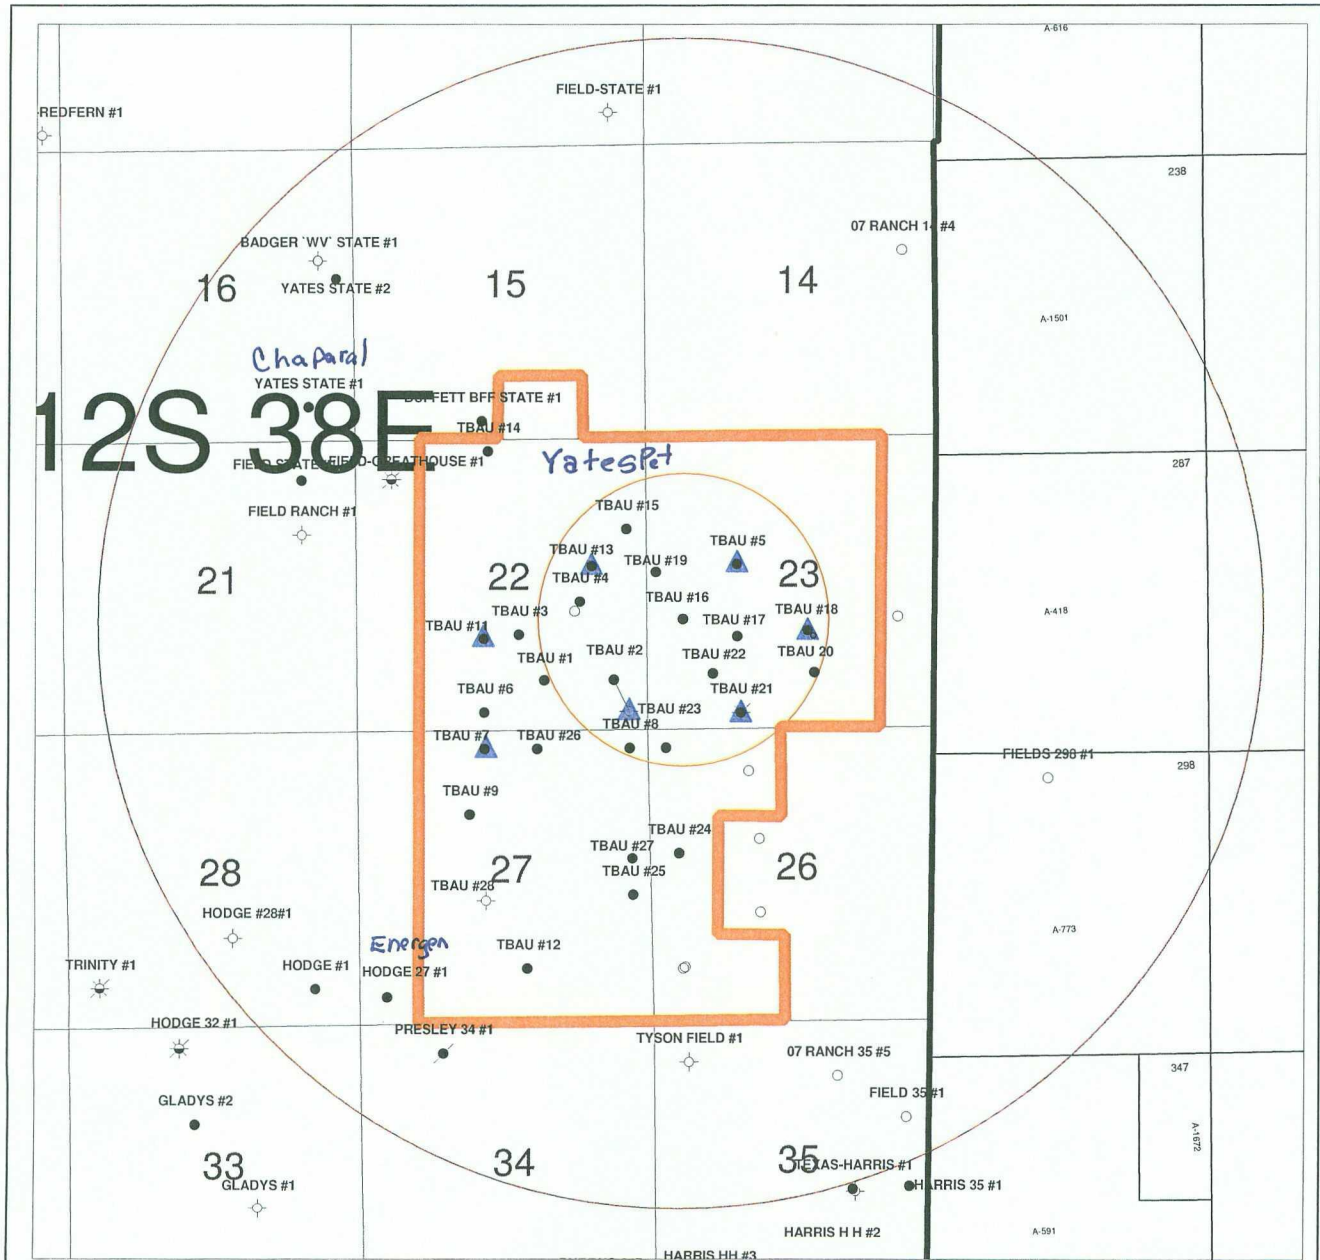 A-616
FIELD-STATE #1
-REDFERN #1
238
07 RANCH 14 #4
BADGER 'WV' STATE #1
16
15
14
YATES STATE #2
A-1501
Chaparal
YATES STATE #1
12S 38E
BUFFETT BFF STATE #1
TBAU #14
YatesPet
FIELD STATE
FIELD-GREATHOUSE #1
287
FIELD RANCH #1
TBAU #15
TBAU #5
TBAU #13
TBAU #19
21
22
23
TBAU #4
TBAU #16
TBAU #18
A-418
TBAU #3
TBAU #11
TBAU #17
TBAU #1
TBAU #2
TBAU #22
TBAU 20
TBAU #6
TBAU #21
TBAU #23
TBAU #7
TBAU #26
TBAU #8
FIELDS 298 #1
298
TBAU #9
TBAU #24
TBAU #27
28
27
TBAU #25
26
TBAU #28
HODGE #28#1
A-773
Energen
TBAU #12
TRINITY #1
HODGE #1
HODGE 27 #1
HODGE 32 #1
PRESLEY 34 #1
TYSON FIELD #1
07 RANCH 35 #5
347
FIELD 35 #1
GLADYS #2
A-1672
33
34
35
TEXAS-HARRIS #1
GLADYS #1
HARRIS 35 #1
HARRIS H H #2
A-591
HARRIS HH #3